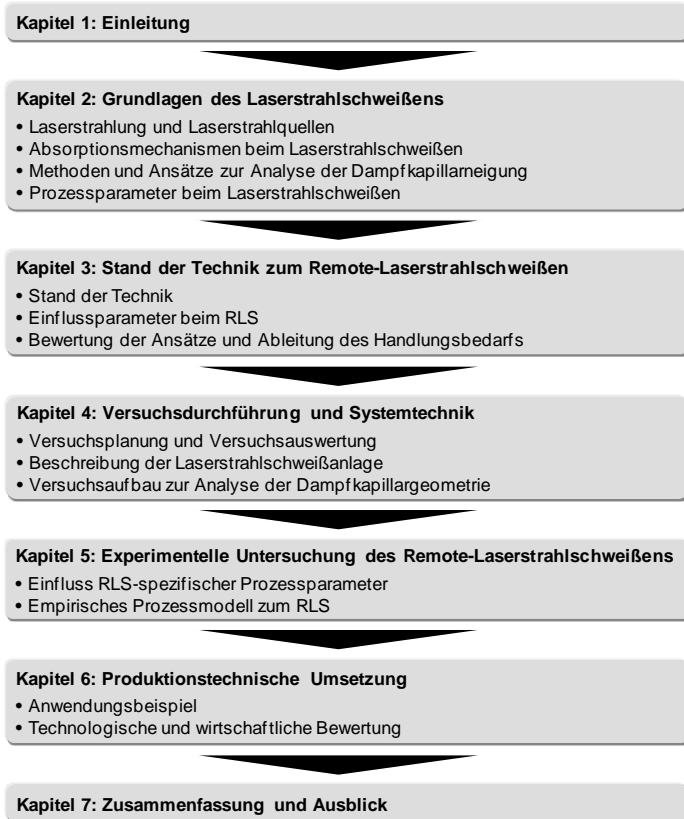 Kapitel 1: Einleitung
Kapitel 2: Grundlagen des Laserstrahlschweißens
• Laserstrahlung und Laserstrahlquellen
• Absorptionsmechanismen beim Laserstrahlschweißen
• Methoden und Ansätze zur Analyse der Dampfkapillarneigung
• Prozessparameter beim Laserstrahlschweißen
Kapitel 3: Stand der Technik zum Remote-Laserstrahlschweißen
• Stand der Technik
• Einflussparameter beim RLS
• Bewertung der Ansätze und Ableitung des Handlungsbedarfs
Kapitel 4: Versuchsdurchführung und Systemtechnik
• Versuchsplanung und Versuchsauswertung
• Beschreibung der Laserstrahlschweißanlage
• Versuchsaufbau zur Analyse der Dampfkapillargeometrie
Kapitel 5: Experimentelle Untersuchung des Remote-Laserstrahlschweißens
• Einfluss RLS-spezifischer Prozessparameter
• Empirisches Prozessmodell zum RLS
Kapitel 6: Produktionstechnische Umsetzung
• Anwendungsbeispiel
• Technologische und wirtschaftliche Bewertung
Kapitel 7: Zusammenfassung und Ausblick